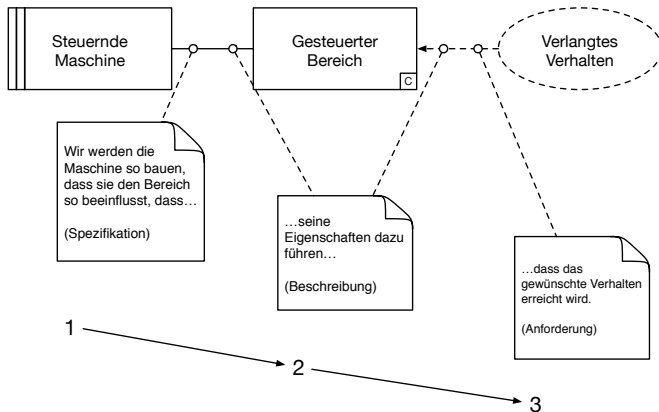 Steuernde
Maschine
Gesteuerter
Bereich
C
Verlangtes
Verhalten
Wir werden die
Maschine so bauen,
dass sie den Bereich
so beeinflusst, dass…
(Spezifikation)
…seine
Eigenschaften dazu
führen…
(Beschreibung)
…dass das
gewünschte Verhalten
erreicht wird.
(Anforderung)
1
2
3